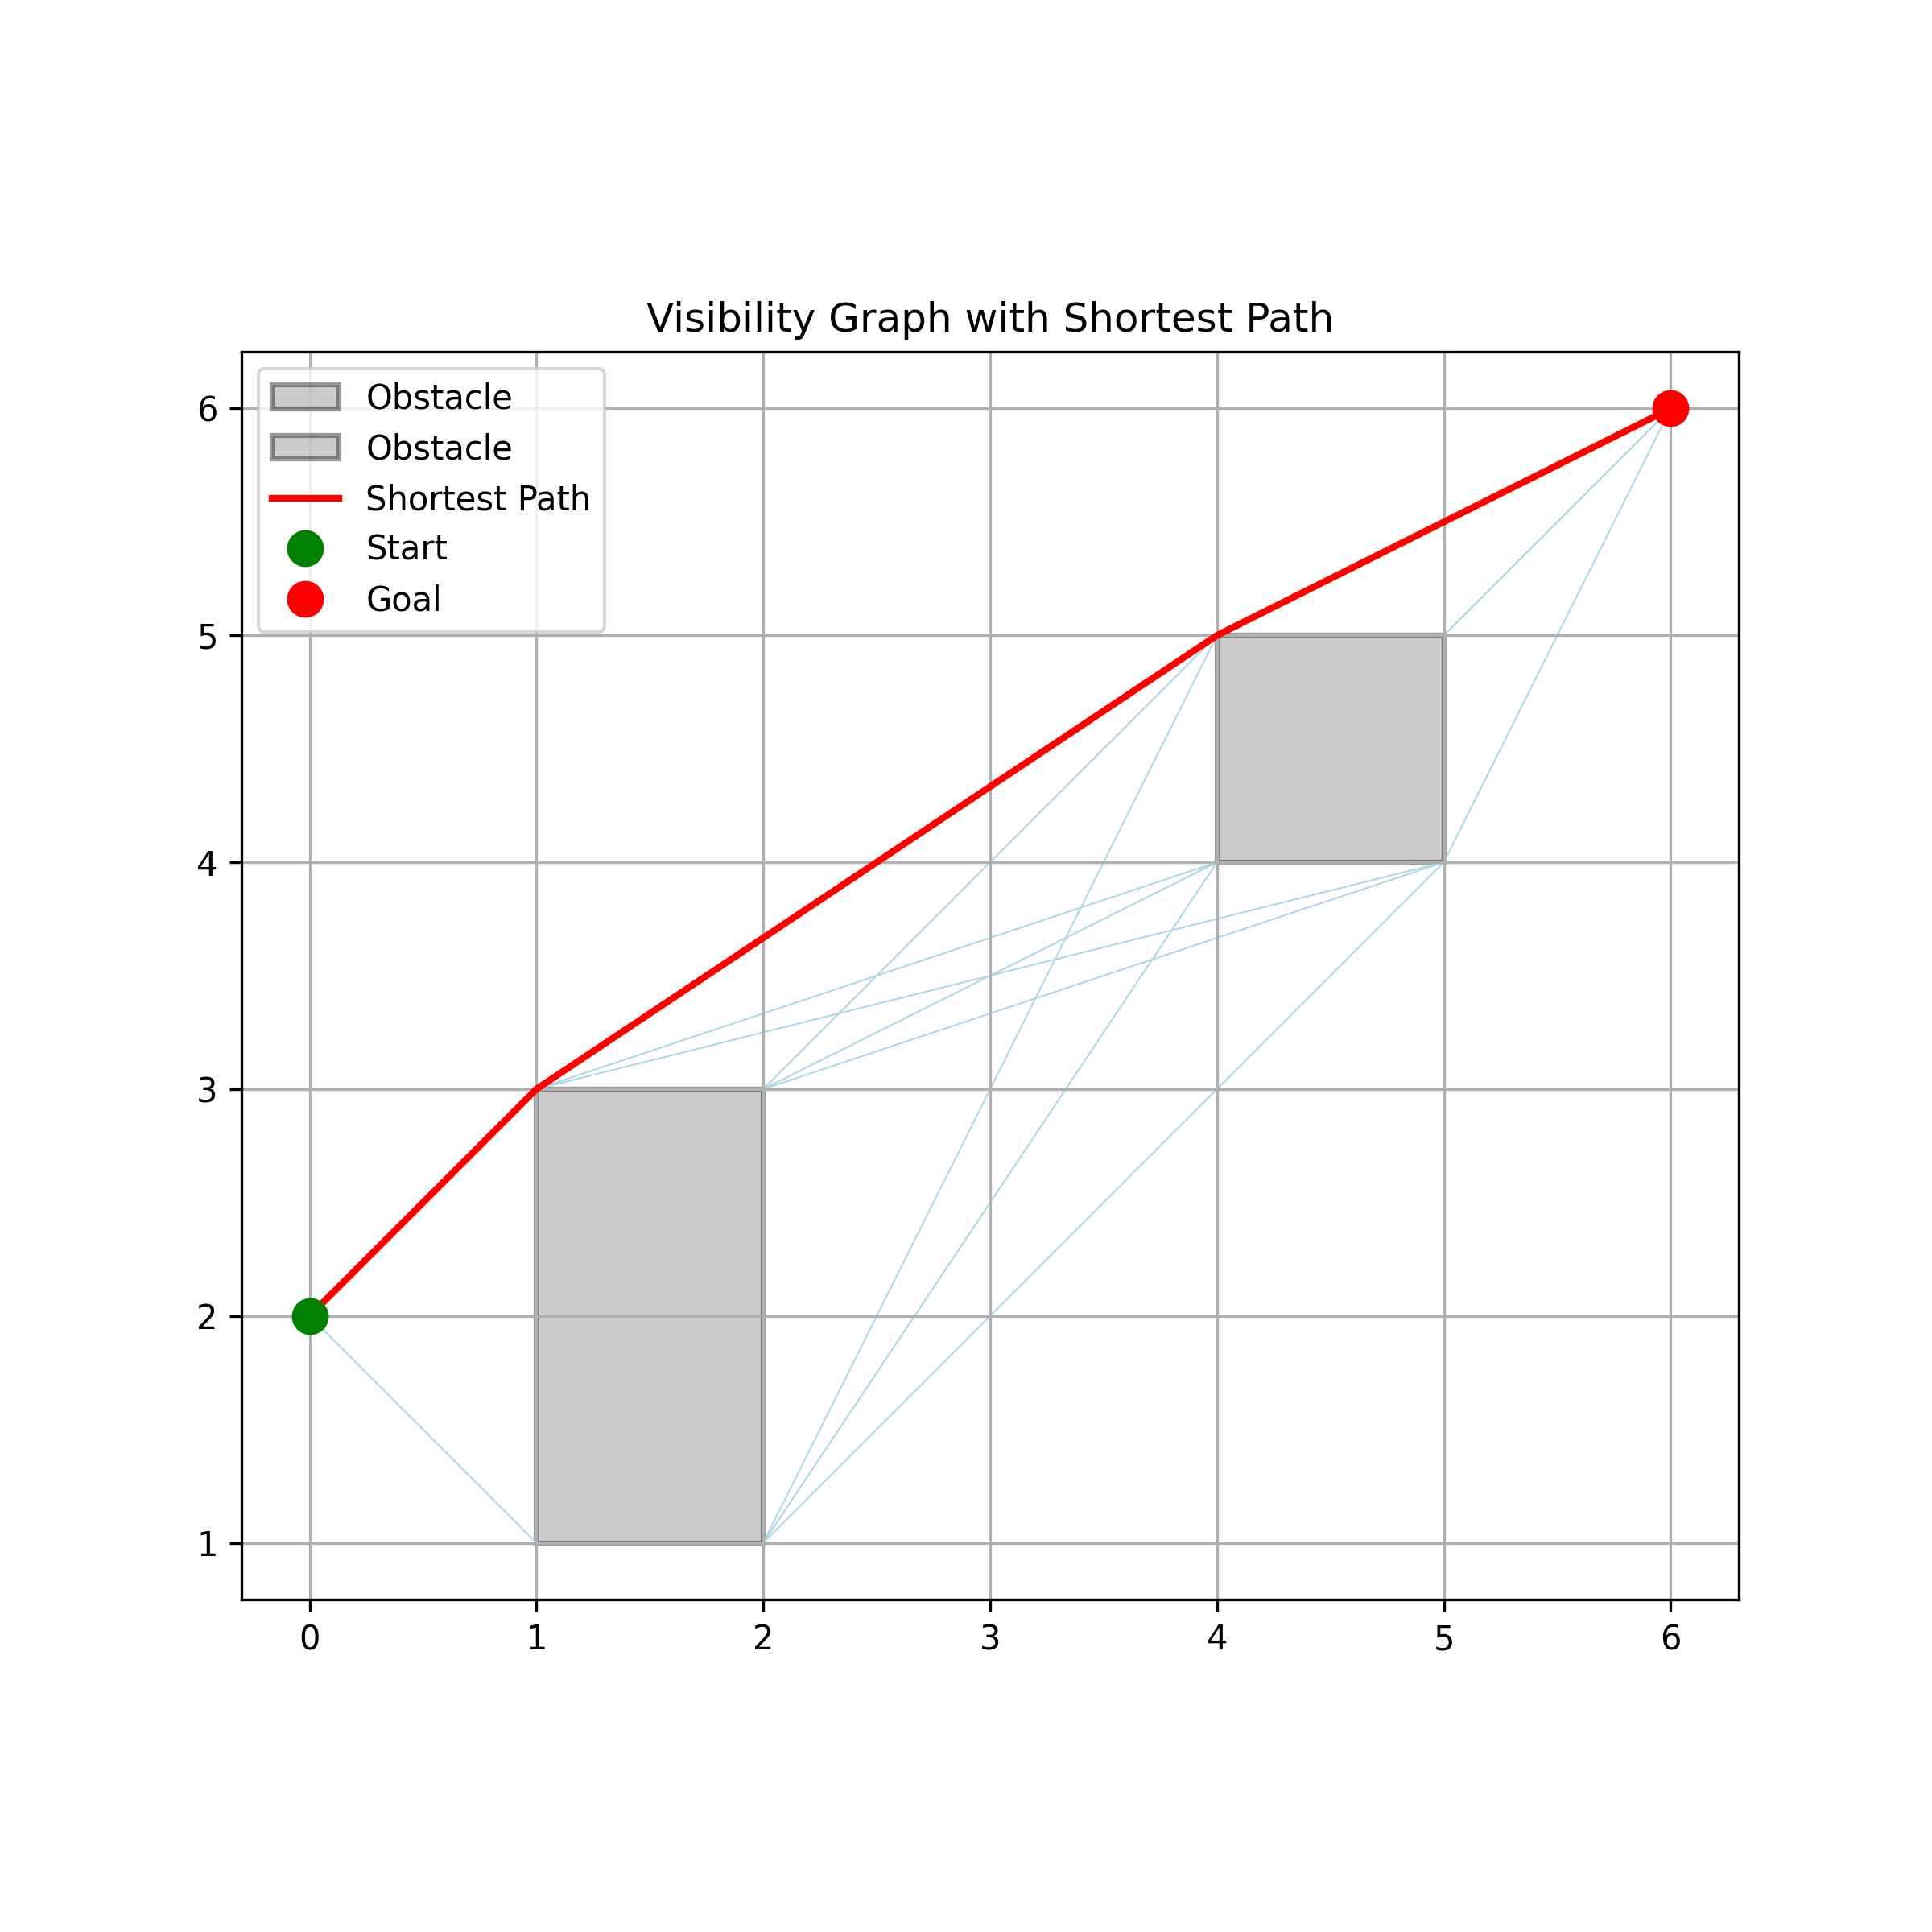 Visibility Graph with Shortest Path
Obstacle
Obstacle
Shortest Path
Start
Goal
6
5
4
3
2
1
0 1 2 3 4 5 6